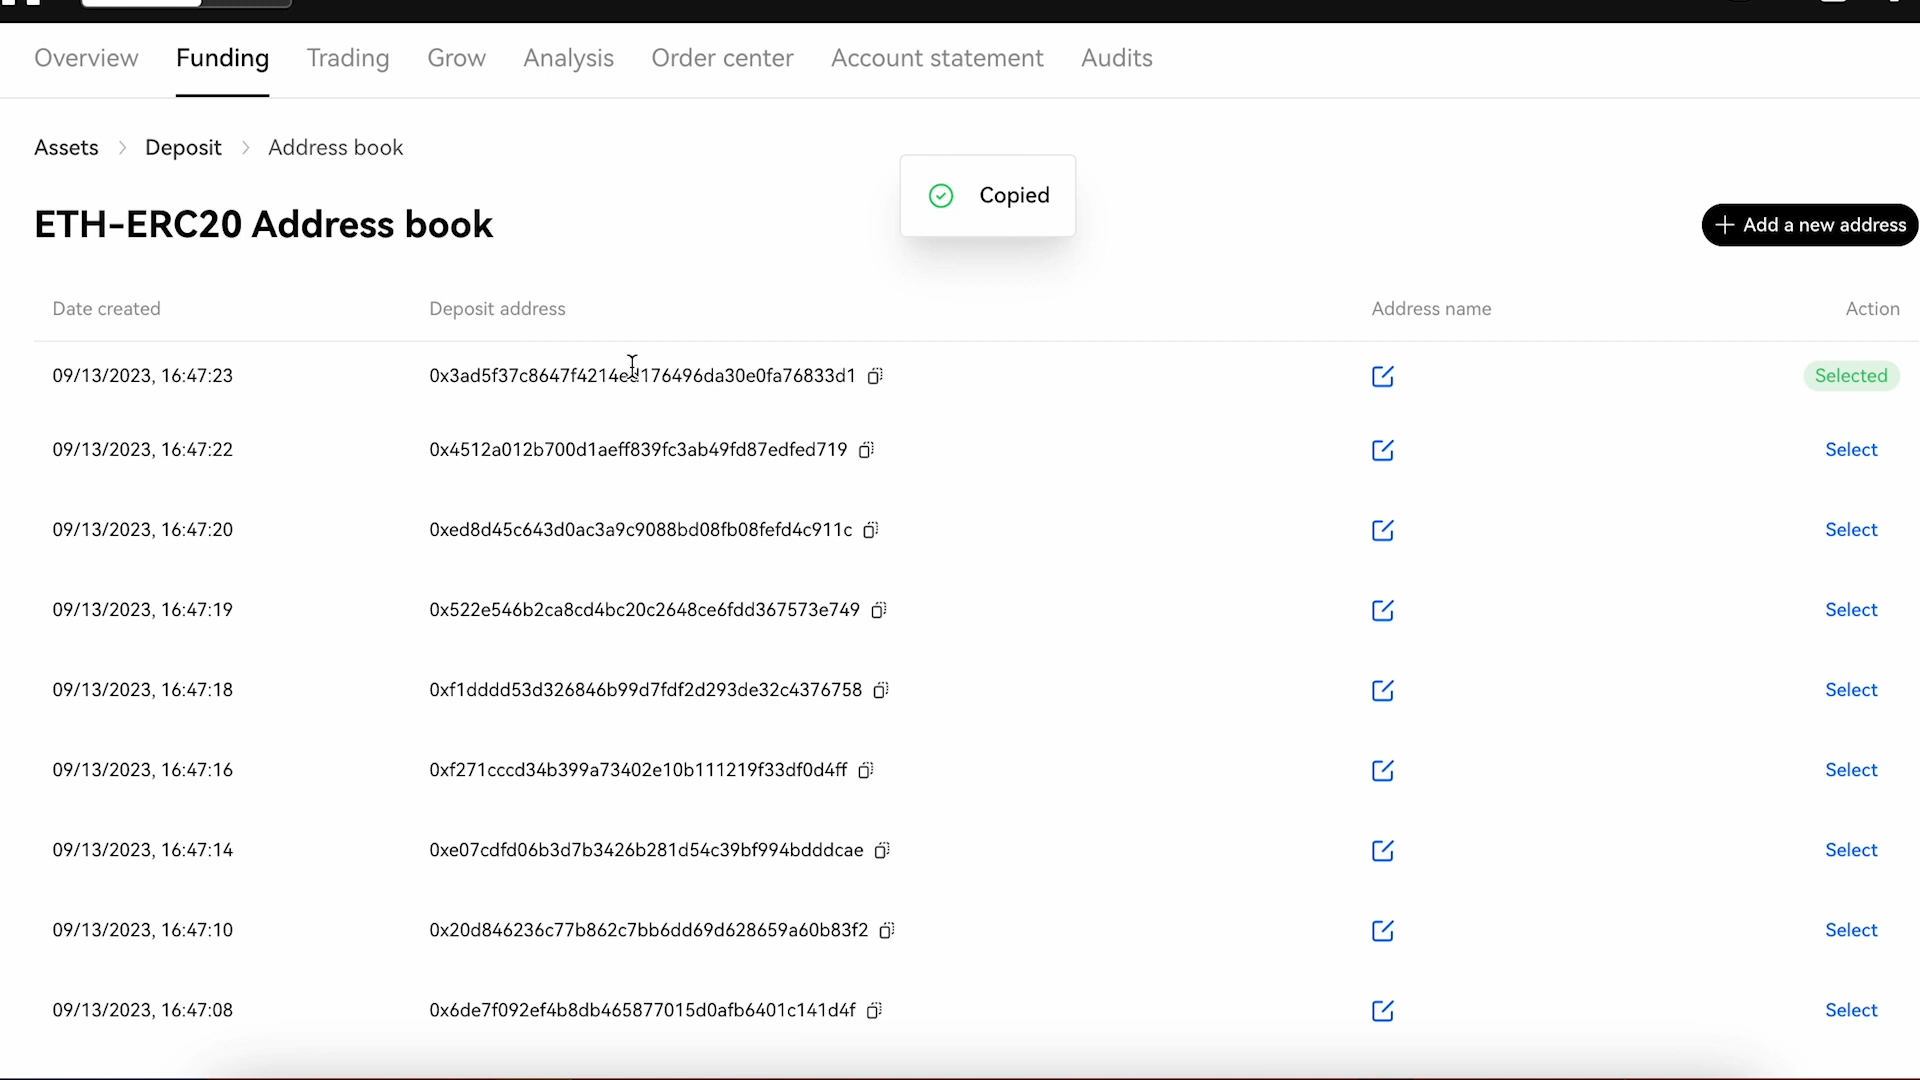 Overview Funding Trading Grow Analysis Order center Account statement Audits
Assets > Deposit > Address book
Copied
ETH-ERC20 Address book
+ Add a new address
Date created Deposit address Address name Action
09/13/2023, 16:47:23 Selected
09/13/2023, 16:47:22 0x4512a012b700d1aeff839fc3ab49fd87edfed719 Select
09/13/2023, 16:47:20 0xed8d45c643d0ac3a9c9088bd08fb08fefd4c911c Select
09/13/2023, 16:47:19 0x522e546b2ca8cd4bc20c2648ce6fdd367573e749 Select
09/13/2023, 16:47:18 0xf1dddd53d326846b99d7fdf2d293de32c4376758 Select
09/13/2023, 16:47:16 0xf271cccd34b399a73402e10b111219f33df0d4ff Select
09/13/2023, 16:47:14 0xe07cdfd06b3d7b3426b281d54c39bf994bdddcae Select
09/13/2023, 16:47:10 0x20d846236c77b862c7bb6dd69d628659a60b83f2 Select
09/13/2023, 16:47:08 0x6de7f092ef4b8db465877015d0afb6401c141d4f Select